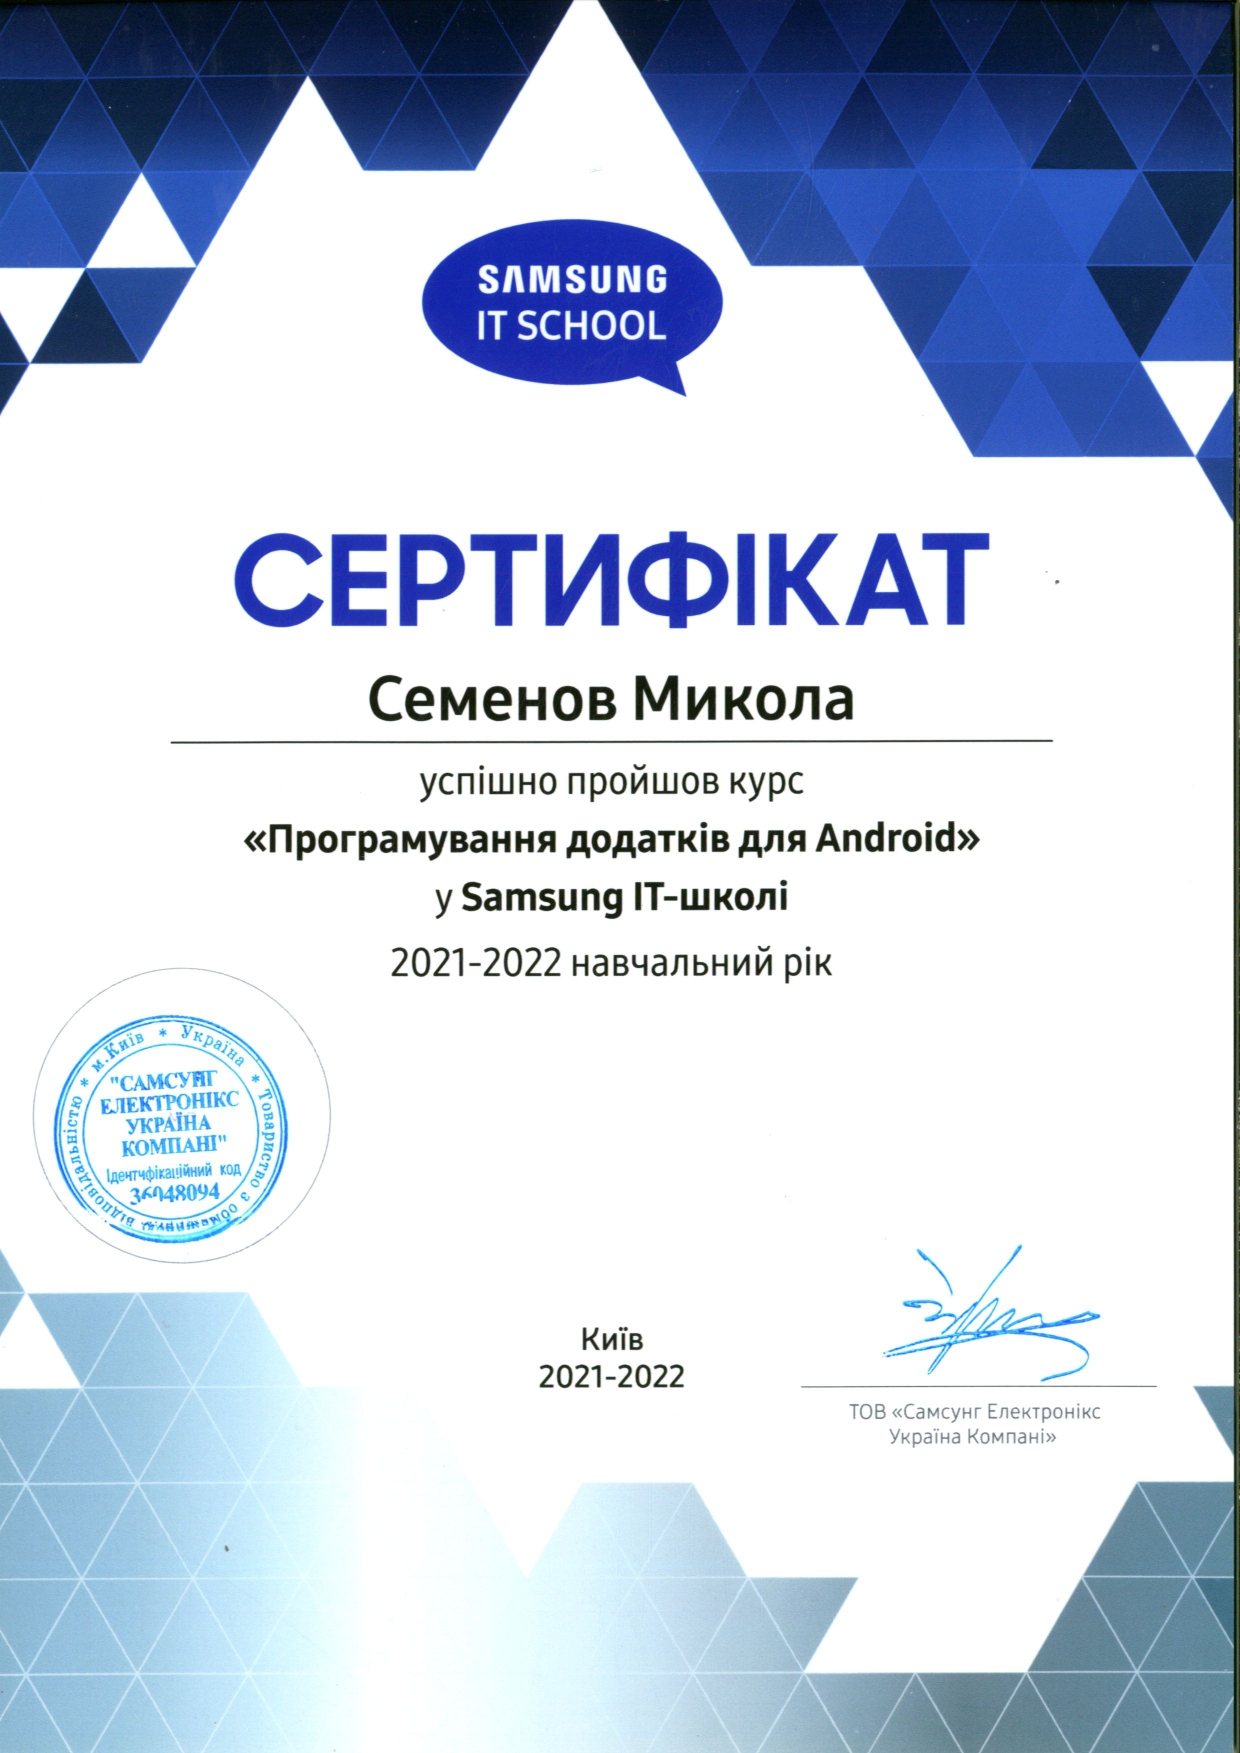 SAMSUNG
IT SCHOOL
СЕРТИФІКАТ
Семенов Микола
успішно пройшов курс
«Програмування додатків для Android»
у Samsung IT-школі
2021-2022 навчальний рік
* м.Київ * Україна * Товариство з обмеженою відповідальністю
"САМСУНГ
ЕЛЕКТРОНІКС
УКРАЇНА
КОМПАНІ"
Ідентифікаційний код
36048094
Київ
2021-2022
ТОВ «Самсунг Електронікс
Україна Компані»